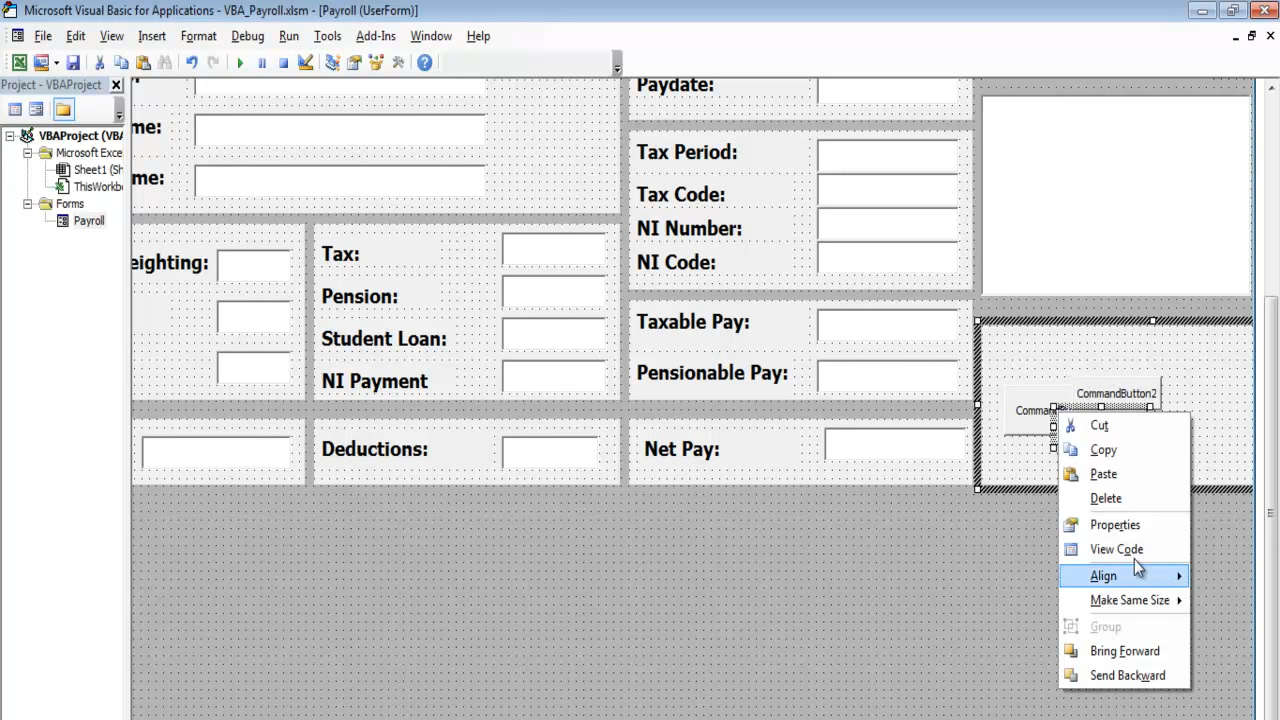 Microsoft Visual Basic for Applications - VBA_Payroll.xlsm - [Payroll (UserForm)]
File Edit View Insert Format Debug Run Tools Add-Ins Window Help
Project - VBAProject
VBAProject (VBA
Microsoft Exce
Sheet1 (Sh
ThisWorkb
Forms
Payroll
me:
me:
eighting:
Tax:
Pension:
Student Loan:
NI Payment
Deductions:
Paydate:
Tax Period:
Tax Code:
NI Number:
NI Code:
Taxable Pay:
Pensionable Pay:
Net Pay:
CommandButton2
Comman
Cut
Copy
Paste
Delete
Properties
View Code
Align
Make Same Size
Group
Bring Forward
Send Backward